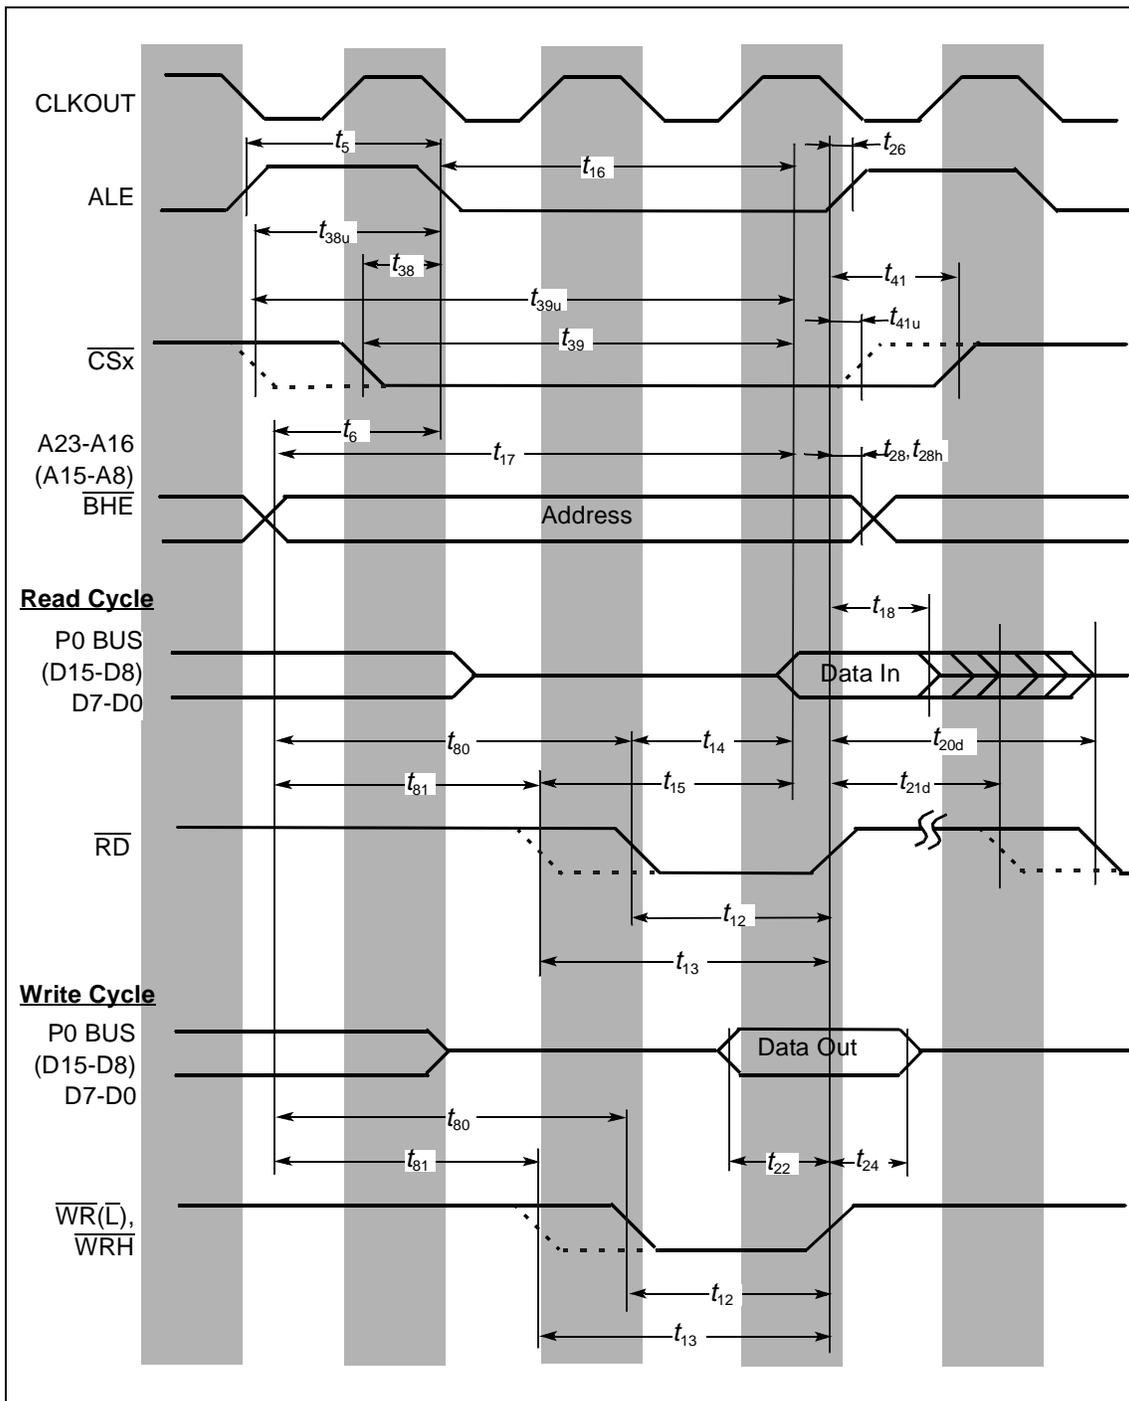 CLKOUT
t5
t26
t16
ALE
t38u
t38
t41
t39u
t41u
t39
CSx
t6
A23-A16
t17
t28, t28h
(A15-A8)
BHE
Address
Read Cycle
t18
P0 BUS
(D15-D8)
Data In
D7-D0
t80
t14
t20d
t81
t15
t21d
RD
t12
t13
Write Cycle
P0 BUS
Data Out
(D15-D8)
D7-D0
t80
t81
t22
t24
WR(L),
WRH
t12
t13